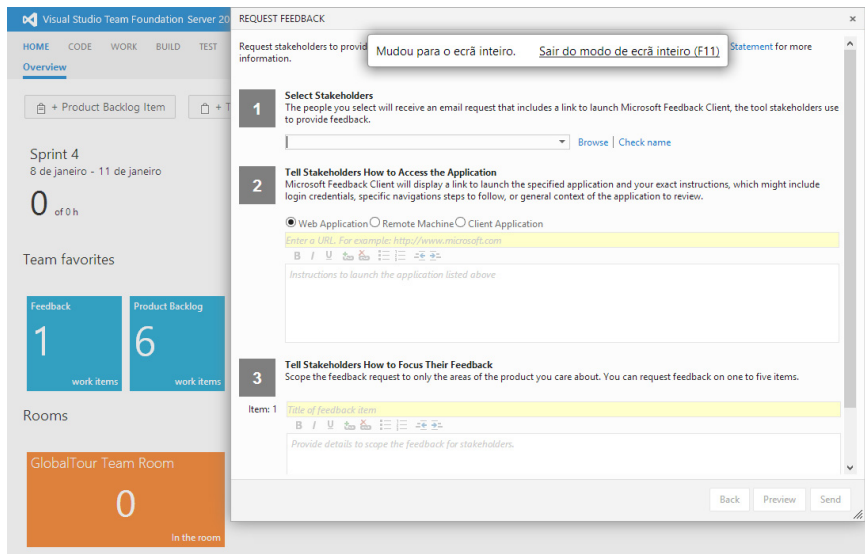 Visual Studio Team Foundation Server 20
HOME CODE WORK BUILD TEST
Overview
+ Product Backlog Item
+ T
Sprint 4
8 de janeiro - 11 de janeiro
0 of 0 h
Team favorites
Feedback
1
work items
Product Backlog
6
work items
Rooms
GlobalTour Team Room
0
In the room
REQUEST FEEDBACK
Request stakeholders to provid
Statement for more
information.
Mudou para o ecrã inteiro. Sair do modo de ecrã inteiro (F11)
1
Select Stakeholders
The people you select will receive an email request that includes a link to launch Microsoft Feedback Client, the tool stakeholders use
to provide feedback.
Browse | Check name
2
Tell Stakeholders How to Access the Application
Microsoft Feedback Client will display a link to launch the specified application and your exact instructions, which might include
login credentials, specific navigations steps to follow, or general context of the application to review.
Web Application Remote Machine Client Application
Enter a URL. For example: http://www.microsoft.com
B I U
Instructions to launch the application listed above
3
Tell Stakeholders How to Focus Their Feedback
Scope the feedback request to only the areas of the product you care about. You can request feedback on one to five items.
Item: 1 Title of feedback item
B I U
Provide details to scope the feedback for stakeholders.
Back Preview Send